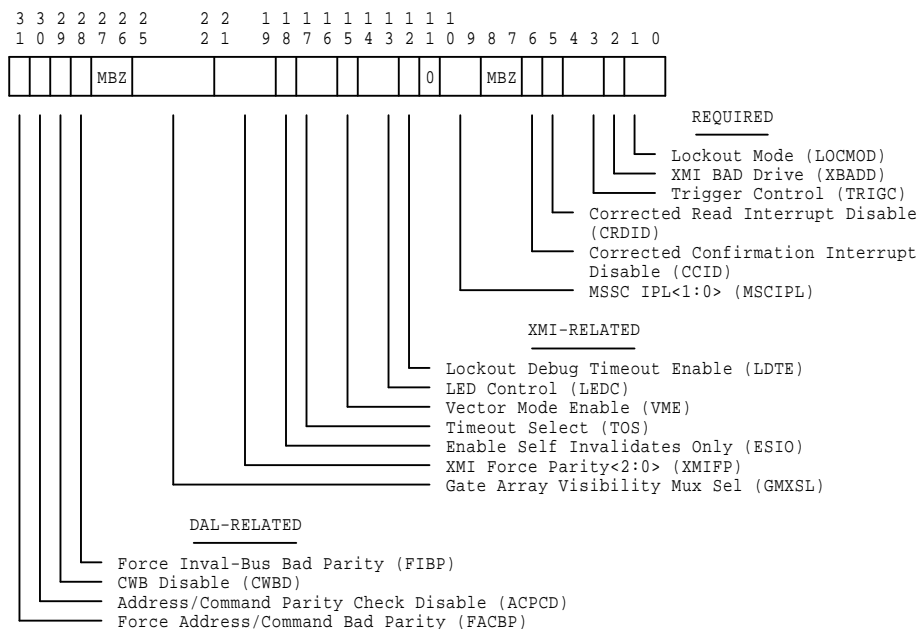 3 3 2 2 2 2 2 2 2 1 1 1 1 1 1 1 1 1 1
1 0 9 8 7 6 5 2 1 9 8 7 6 5 4 3 2 1 0 9 8 7 6 5 4 3 2 1 0
MBZ 0 MBZ
REQUIRED
Lockout Mode (LOCMOD)
XMI BAD Drive (XBADD)
Trigger Control (TRIGC)
Corrected Read Interrupt Disable
(CRDID)
Corrected Confirmation Interrupt
Disable (CCID)
MSSC IPL<1:0> (MSCIPL)
XMI-RELATED
Lockout Debug Timeout Enable (LDTE)
LED Control (LEDC)
Vector Mode Enable (VME)
Timeout Select (TOS)
Enable Self Invalidates Only (ESIO)
XMI Force Parity<2:0> (XMIFP)
Gate Array Visibility Mux Sel (GMXSL)
DAL-RELATED
Force Inval-Bus Bad Parity (FIBP)
CWB Disable (CWBD)
Address/Command Parity Check Disable (ACPCD)
Force Address/Command Bad Parity (FACBP)